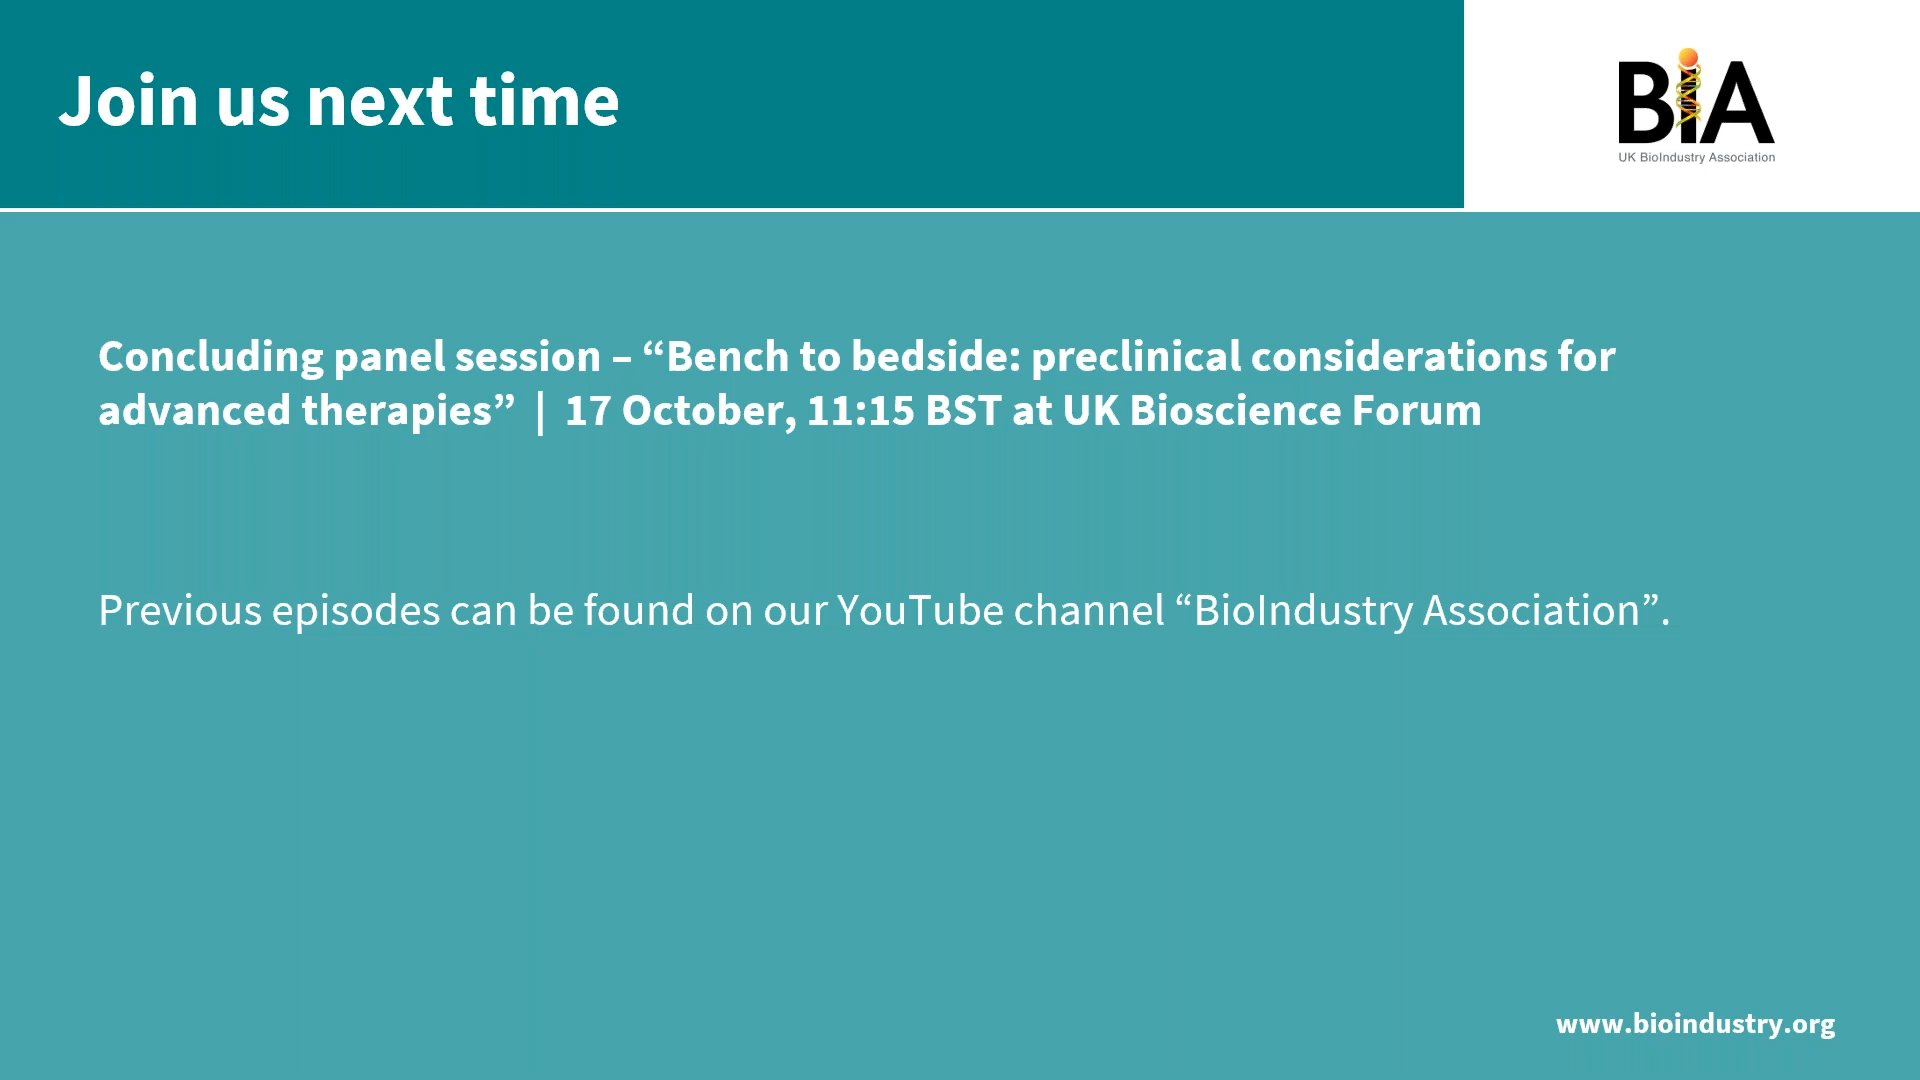 Join us next time
BiA
UK BioIndustry Association
Concluding panel session – “Bench to bedside: preclinical considerations for
advanced therapies” | 17 October, 11:15 BST at UK Bioscience Forum
Previous episodes can be found on our YouTube channel “BioIndustry Association”.
www.bioindustry.org